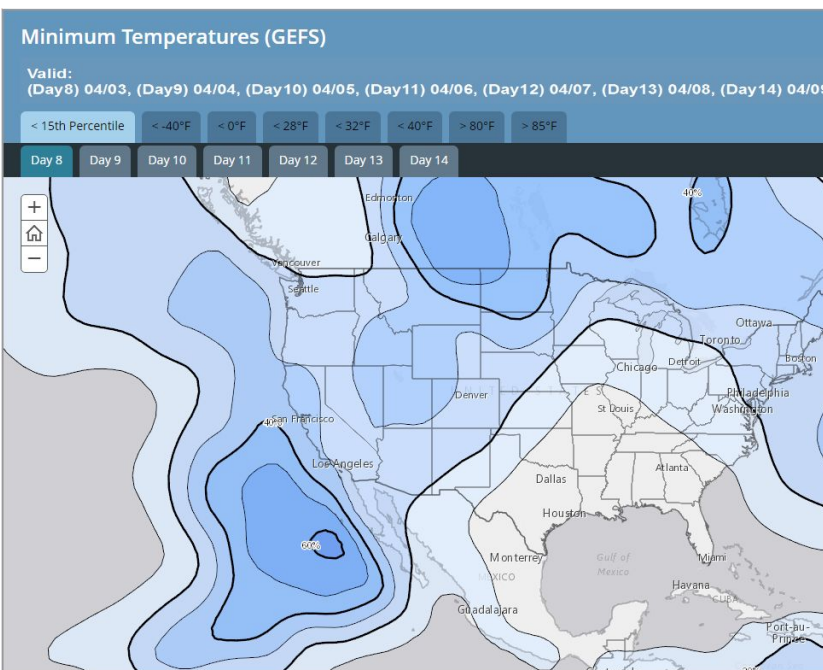 Minimum Temperatures (GEFS)
Valid:
(Day8) 04/03, (Day9) 04/04, (Day10) 04/05, (Day11) 04/06, (Day12) 04/07, (Day13) 04/08, (Day14) 04/09
< 15th Percentile < -40°F < 0°F < 28°F < 32°F < 40°F > 80°F > 85°F
Day 8 Day 9 Day 10 Day 11 Day 12 Day 13 Day 14
+
−
Edmonton
40%
Calgary
Vancouver
Seattle
Ottawa
Toronto
Boston
Detroit
Chicago
Denver
UNITED STATES
Philadelphia
St Louis
Washington
40%
San Francisco
Los Angeles
Atlanta
Dallas
Houston
60%
Monterrey
Gulf of
Mexico
Miami
MEXICO
Havana
CUBA
Guadalajara
Port-au-
Prince